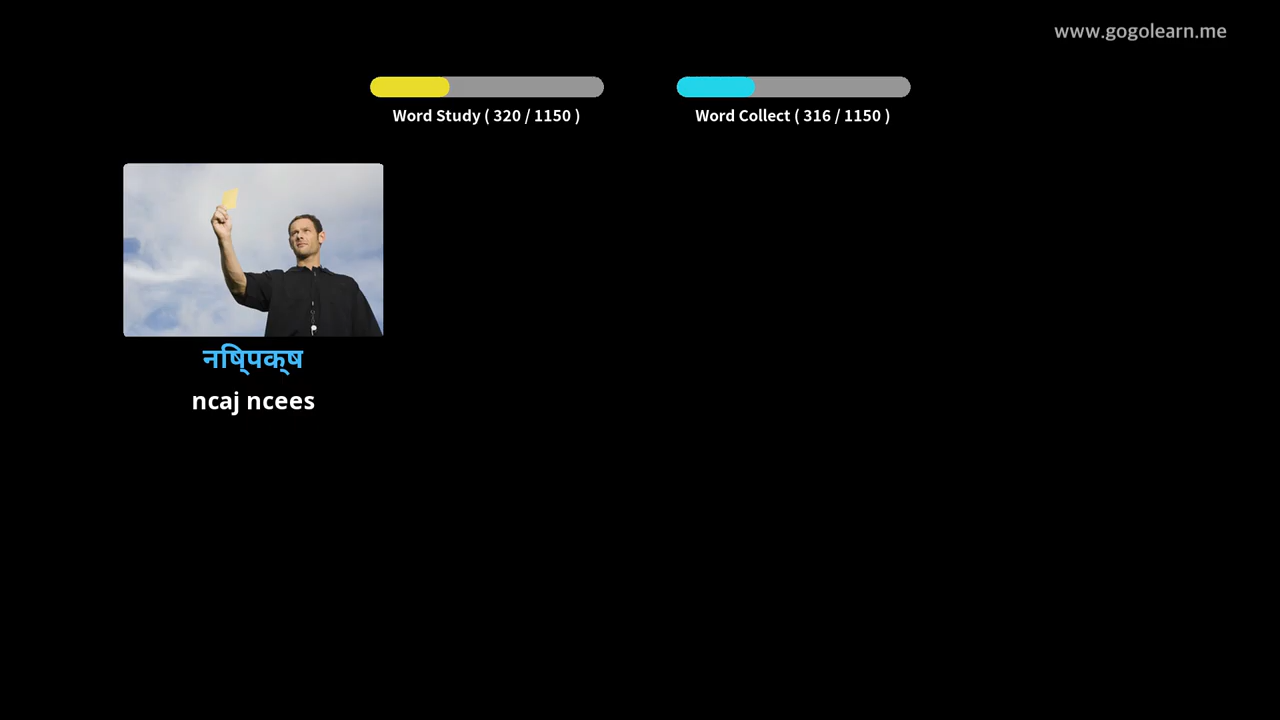 www.gogolearn.me
Word Study ( 320 / 1150 )
Word Collect ( 316 / 1150 )
नष्पिक्ष
ncaj ncees